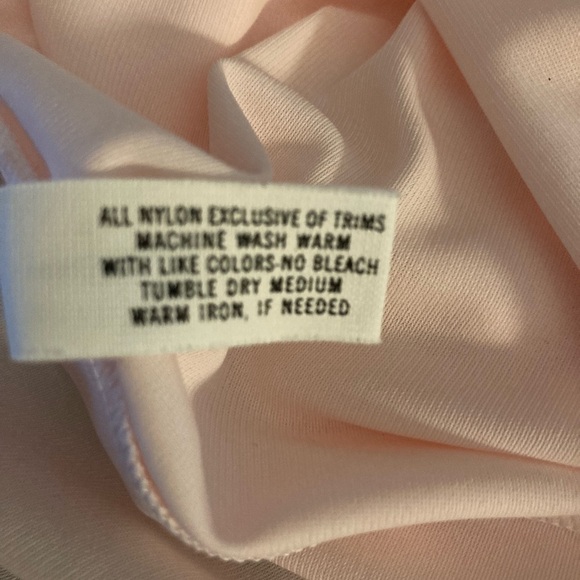 ALL NYLON EXCLUSIVE OF TRIMS
MACHINE WASH WARM
WITH LIKE COLORS-NO BLEACH
TUMBLE DRY MEDIUM
WARM IRON, IF NEEDED